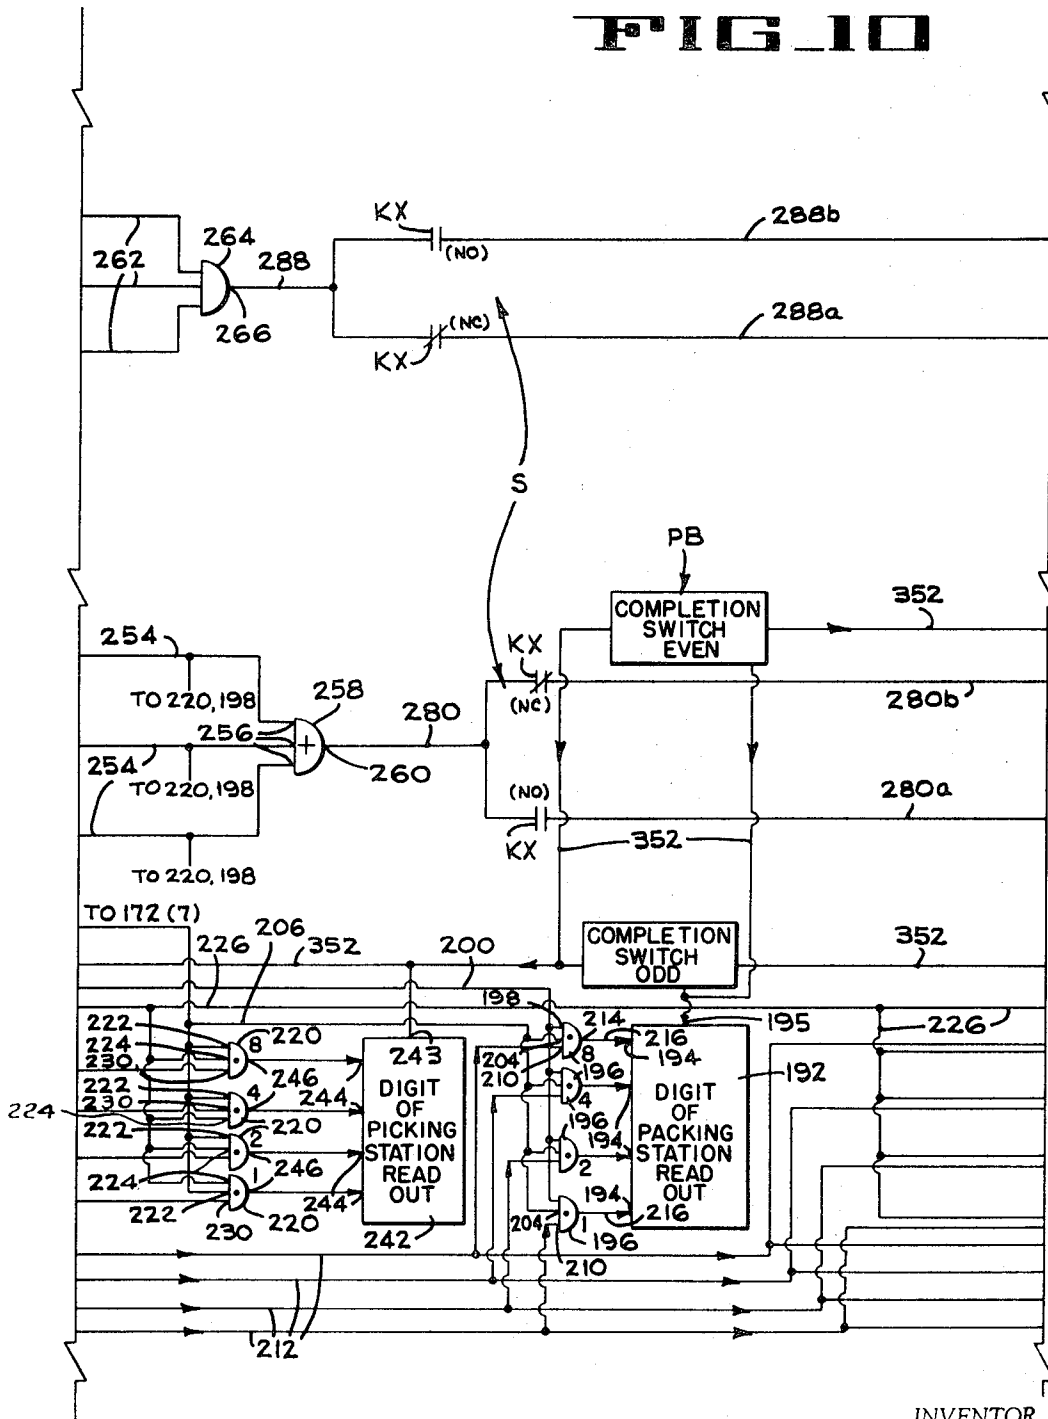 FIG_10
KX
288b
(NO)
264
262
288
266
(NC)
288a
KX
S
PB
COMPLETION
SWITCH
EVEN
352
254
KX
TO 220, 198
258
(NC)
280b
280
256
+
254
260
TO 220, 198
(NO)
280a
KX
352
TO 220, 198
TO 172 (7)
206
226
352
200
COMPLETION
SWITCH
ODD
352
198
195
226
222
8
220
214
216
224
243
204
194
8
230
246
210
192
222
4
244
196
230
4
224
220
196
222
2
194
246
2
224
1
244
194
222
204
1
216
230
220
196
210
242
DIGIT
OF
PICKING
STATION
READ
OUT
DIGIT
OF
PACKING
STATION
READ
OUT
212
INVENTOR